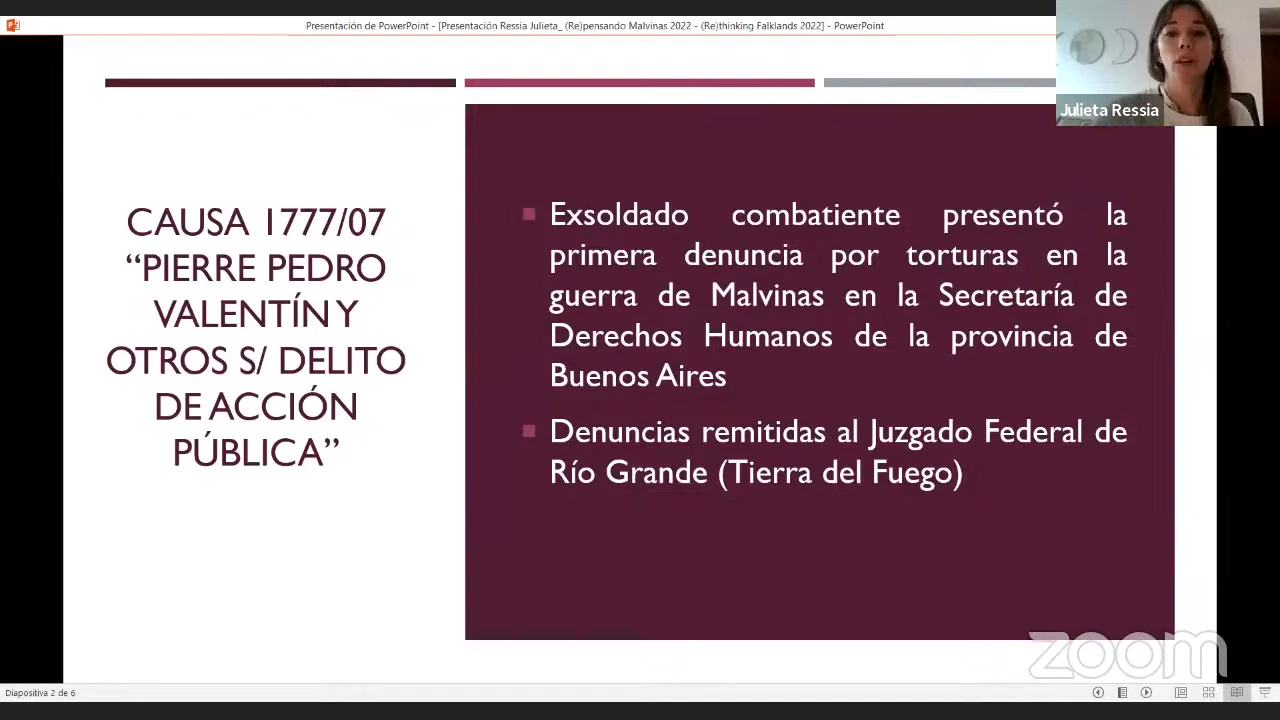 Presentación de PowerPoint - [Presentación Ressia Julieta_ (Re)pensando Malvinas 2022 - (Re)thinking Falklands 2022] - PowerPoint
Julieta Ressia
CAUSA 1777/07
“PIERRE PEDRO
VALENTÍN Y
OTROS S/ DELITO
DE ACCIÓN
PÚBLICA”
Exsoldado combatiente presentó la
primera denuncia por torturas en la
guerra de Malvinas en la Secretaría de
Derechos Humanos de la provincia de
Buenos Aires
Denuncias remitidas al Juzgado Federal de
Río Grande (Tierra del Fuego)
zoom
Diapositiva 2 de 6